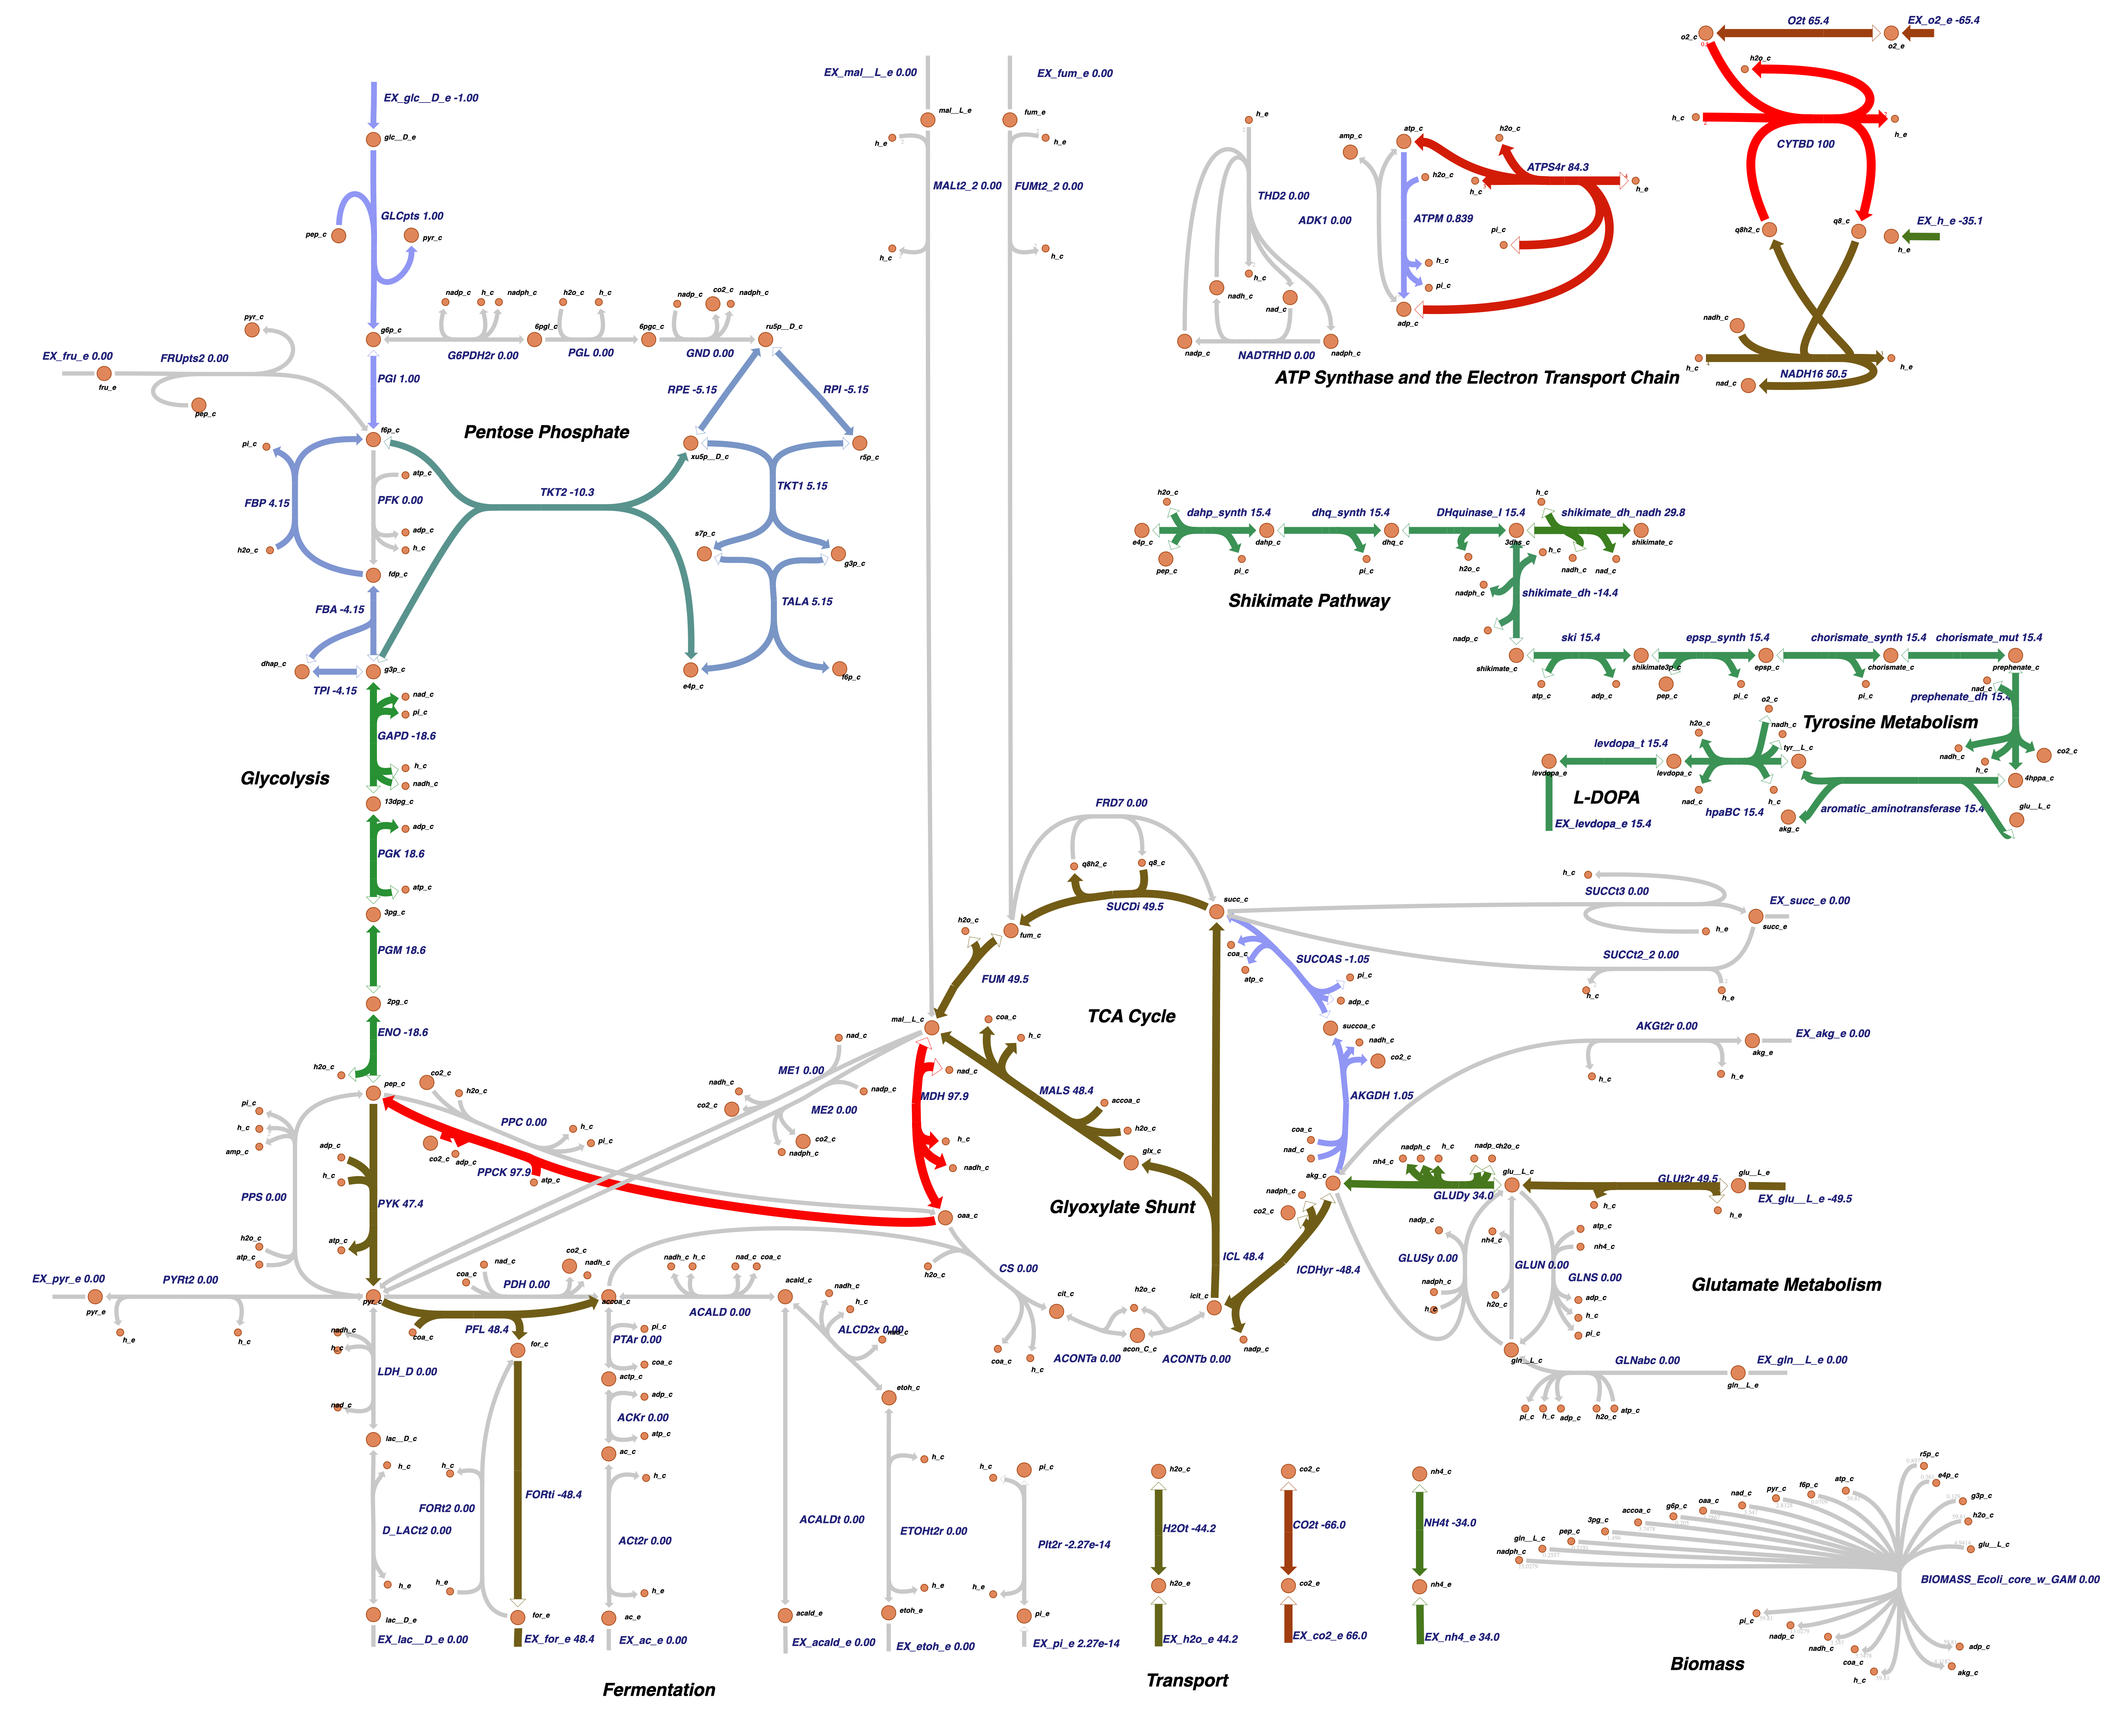 EX_glc__D_e -1.00
glc__D_e
GLCpts 1.00
pep_c
pyr_c
g6p_c
nadp_c
h_c
nadph_c
G6PDH2r 0.00
6pgl_c
h2o_c
h_c
PGL 0.00
6pgc_c
nadp_c
co2_c
nadph_c
GND 0.00
ru5p__D_c
EX_fru_e 0.00
fru_e
FRUpts2 0.00
pyr_c
pep_c
PGI 1.00
f6p_c
Pentose Phosphate
RPE -5.15
RPI -5.15
xu5p__D_c
r5p_c
TKT2 -10.3
TKT1 5.15
s7p_c
g3p_c
TALA 5.15
e4p_c
f6p_c
pi_c
FBP 4.15
h2o_c
atp_c
PFK 0.00
adp_c
h_c
fdp_c
FBA -4.15
dhap_c
TPI -4.15
g3p_c
nad_c
pi_c
GAPD -18.6
h_c
nadh_c
Glycolysis
13dpg_c
adp_c
PGK 18.6
atp_c
3pg_c
PGM 18.6
2pg_c
ENO -18.6
h2o_c
pep_c
EX_mal__L_e 0.00
mal__L_e
h_e
MALt2_2 0.00
h_c
EX_fum_e 0.00
fum_e
h_e
FUMt2_2 0.00
h_c
h_e
THD2 0.00
h_c
nadh_c
nad_c
nadp_c
NADTRHD 0.00
nadph_c
amp_c
ADK1 0.00
atp_c
h2o_c
ATPM 0.839
h_c
pi_c
adp_c
h2o_c
ATPS4r 84.3
h_c
h_e
pi_c
ATP Synthase and the Electron Transport Chain
O2t 65.4
EX_o2_e -65.4
o2_c
o2_e
h2o_c
h_c
h_e
CYTBD 100
q8h2_c
q8_c
EX_h_e -35.1
h_e
nadh_c
h_c
h_e
nad_c
NADH16 50.5
h2o_c
dahp_synth 15.4
e4p_c
pep_c
pi_c
dahp_c
dhq_synth 15.4
pi_c
dhq_c
DHquinase_I 15.4
h2o_c
3dhs_c
h_c
shikimate_dh_nadh 29.8
nadh_c
nad_c
shikimate_c
h_c
nadph_c
shikimate_dh -14.4
nadp_c
shikimate_c
Shikimate Pathway
ski 15.4
atp_c
adp_c
shikimate3p_c
epsp_synth 15.4
pep_c
pi_c
epsp_c
chorismate_synth 15.4
pi_c
chorismate_c
chorismate_mut 15.4
prephenate_c
nad_c
prephenate_dh 15.4
nadh_c
h_c
co2_c
4hppa_c
Tyrosine Metabolism
aromatic_aminotransferase 15.4
glu__L_c
akg_c
tyr__L_c
o2_c
nadh_c
h2o_c
nad_c
h_c
hpaBC 15.4
levdopa_c
levdopa_t 15.4
levdopa_e
L-DOPA
EX_levdopa_e 15.4
FRD7 0.00
q8h2_c
q8_c
SUCDi 49.5
succ_c
fum_c
h2o_c
FUM 49.5
mal__L_c
TCA Cycle
coa_c
atp_c
SUCOAS -1.05
pi_c
adp_c
succoa_c
nadh_c
co2_c
AKGDH 1.05
coa_c
nad_c
akg_c
h_c
SUCCt3 0.00
h_e
EX_succ_e 0.00
succ_e
SUCCt2_2 0.00
h_c
h_e
AKGt2r 0.00
EX_akg_e 0.00
akg_e
h_c
h_e
coa_c
h_c
MALS 48.4
accoa_c
h2o_c
glx_c
nad_c
MDH 97.9
h_c
nadh_c
oaa_c
Glyoxylate Shunt
ICL 48.4
nadph_c
co2_c
ICDHyr -48.4
icit_c
nadp_c
nad_c
ME1 0.00
nadh_c
co2_c
nadp_c
ME2 0.00
co2_c
nadph_c
co2_c
h2o_c
PPC 0.00
h_c
pi_c
co2_c
adp_c
PPCK 97.9
atp_c
pi_c
h_c
amp_c
PPS 0.00
h2o_c
atp_c
adp_c
h_c
PYK 47.4
atp_c
EX_pyr_e 0.00
pyr_e
PYRt2 0.00
h_e
h_c
pyr_c
coa_c
nad_c
PDH 0.00
co2_c
nadh_c
accoa_c
coa_c
PFL 48.4
for_c
nadh_c
h_c
nad_c
coa_c
ACALD 0.00
acald_c
nadh_c
h_c
ALCD2x 0.00
nad_c
etoh_c
h2o_c
CS 0.00
coa_c
h_c
cit_c
h2o_c
ACONTa 0.00
acon_C_c
ACONTb 0.00
nadph_c
h_c
nadp_c
h2o_c
nh4_c
GLUDy 34.0
glu__L_c
GLUt2r 49.5
glu__L_e
EX_glu__L_e -49.5
h_c
h_e
nadp_c
GLUSy 0.00
nadph_c
h_c
nh4_c
GLUN 0.00
h2o_c
atp_c
nh4_c
GLNS 0.00
adp_c
h_c
pi_c
Glutamate Metabolism
gln__L_c
GLNabc 0.00
EX_gln__L_e 0.00
gln__L_e
pi_c
h_c
adp_c
h2o_c
atp_c
nadh_c
h_c
LDH_D 0.00
nad_c
lac__D_c
h_c
D_LACt2 0.00
h_e
lac__D_e
EX_lac__D_e 0.00
h_c
FORt2 0.00
h_e
FORti -48.4
for_e
EX_for_e 48.4
pi_c
PTAr 0.00
coa_c
actp_c
adp_c
ACKr 0.00
atp_c
ac_c
h_c
ACt2r 0.00
h_e
ac_e
EX_ac_e 0.00
ACALDt 0.00
acald_e
EX_acald_e 0.00
h_c
ETOHt2r 0.00
h_e
etoh_e
EX_etoh_e 0.00
Fermentation
h_c
pi_c
PIt2r -2.27e-14
h_e
pi_e
EX_pi_e 2.27e-14
h2o_c
H2Ot -44.2
h2o_e
EX_h2o_e 44.2
co2_c
CO2t -66.0
co2_e
EX_co2_e 66.0
nh4_c
NH4t -34.0
nh4_e
EX_nh4_e 34.0
Transport
r5p_c
e4p_c
g3p_c
h2o_c
glu__L_c
atp_c
f6p_c
pyr_c
nad_c
oaa_c
g6p_c
accoa_c
3pg_c
pep_c
gln__L_c
nadph_c
BIOMASS_Ecoli_core_w_GAM 0.00
pi_c
nadp_c
nadh_c
coa_c
h_c
adp_c
akg_c
Biomass